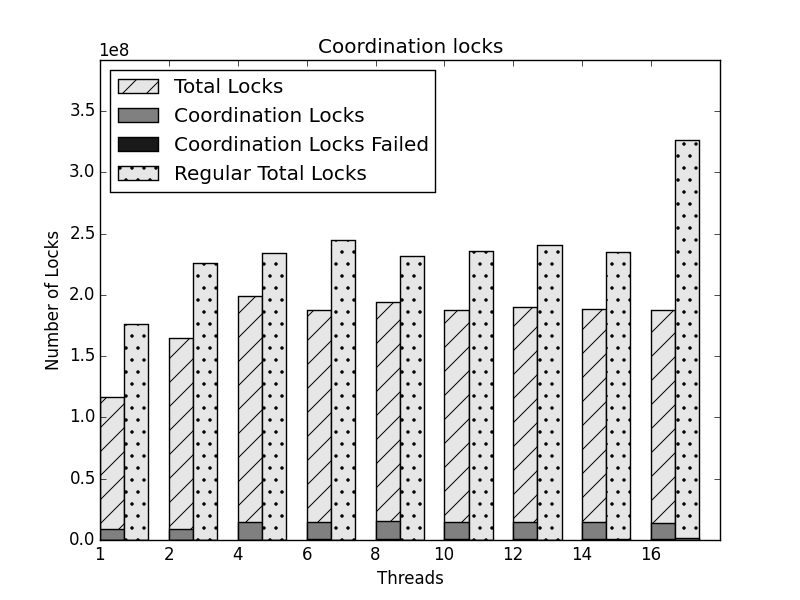 Coordination locks
1e8
Total Locks
Coordination Locks
Coordination Locks Failed
Regular Total Locks
3.5
3.0
2.5
2.0
1.5
1.0
0.5
0.0
Number of Locks
1 2 4 6 8 10 12 14 16
Threads